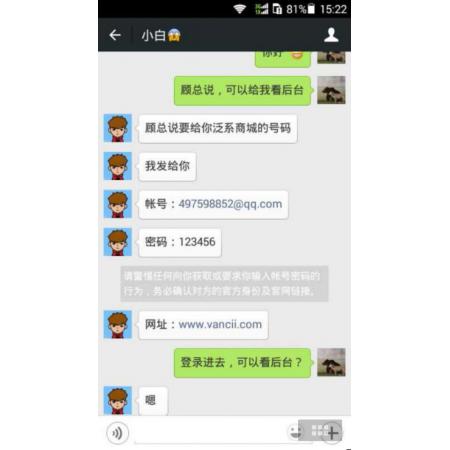 81% 15:22
小白
你好
顾总说，可以给我看后台
顾总说要给你泛系商城的号码
我发给你
帐号：497598852@qq.com
密码：123456
请警惕任何向你获取或要求你输入帐号密码的
行为，务必确认对方的官方身份及官网链接。
网址：www.vancii.com
登录进去，可以看后台？
嗯